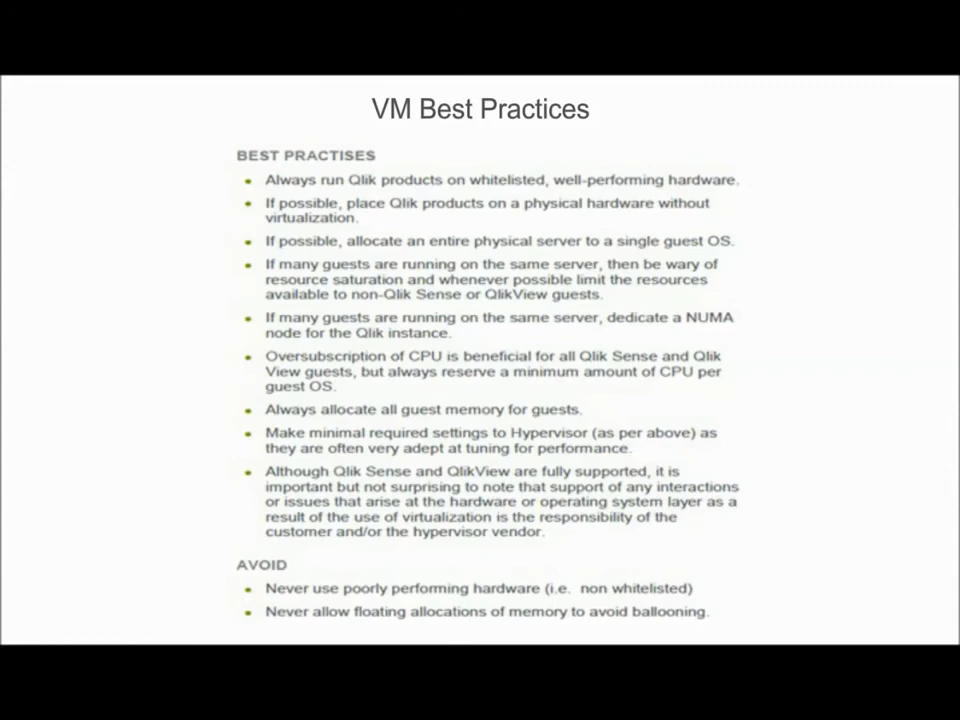 VM Best Practices
BEST PRACTISES
• Always run Qlik products on whitelisted, well-performing hardware.
• If possible, place Qlik products on a physical hardware without
virtualization.
• If possible, allocate an entire physical server to a single guest OS.
• If many guests are running on the same server, then be wary of
resource saturation and whenever possible limit the resources
available to non-Qlik Sense or QlikView guests.
• If many guests are running on the same server, dedicate a NUMA
node for the Qlik instance.
• Oversubscription of CPU is beneficial for all Qlik Sense and Qlik
View guests, but always reserve a minimum amount of CPU per
guest OS.
• Always allocate all guest memory for guests.
• Make minimal required settings to Hypervisor (as per above) as
they are often very adept at tuning for performance.
• Although Qlik Sense and QlikView are fully supported, it is
important but not surprising to note that support of any interactions
or issues that arise at the hardware or operating system layer as a
result of the use of virtualization is the responsibility of the
customer and/or the hypervisor vendor.
AVOID
• Never use poorly performing hardware (i.e. non whitelisted)
• Never allow floating allocations of memory to avoid ballooning.